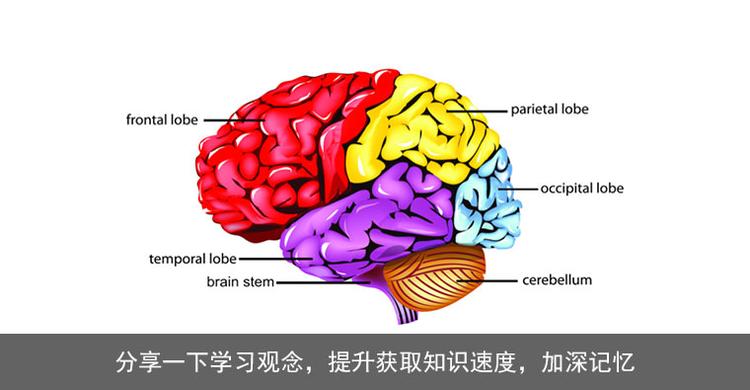 frontal lobe
parietal lobe
occipital lobe
temporal lobe
brain stem
cerebellum
分享一下学习观念，提升获取知识速度，加深记忆